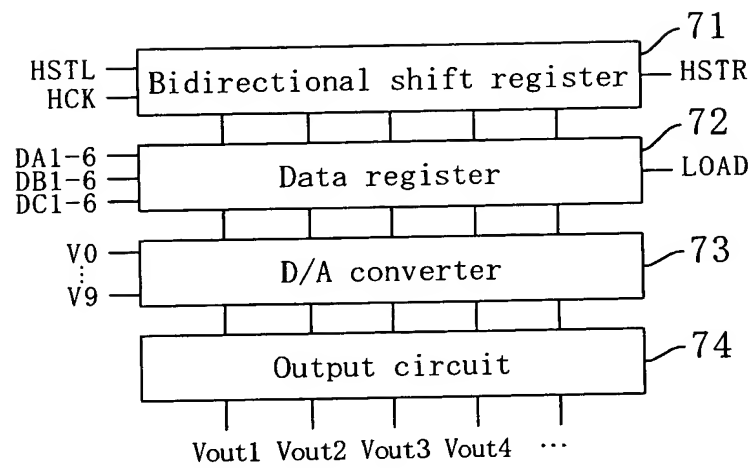 71
HSTL
Bidirectional shift register
HSTR
HCK
72
DA1-6
DB1-6
Data register
LOAD
DC1-6
73
V0
⋮
D/A converter
V9
74
Output circuit
Vout1 Vout2 Vout3 Vout4 ⋯